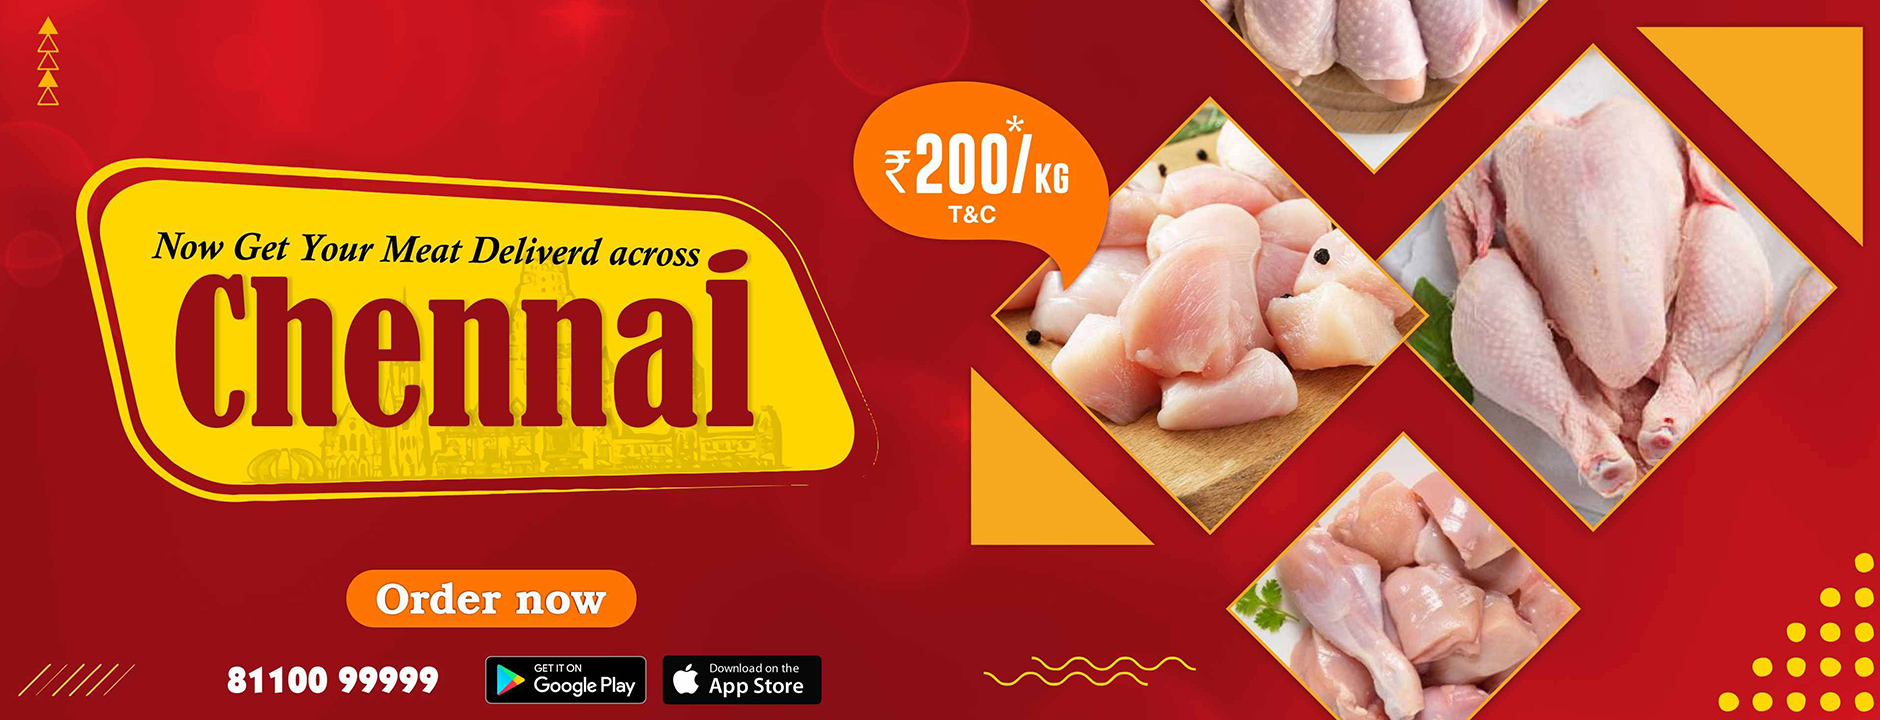 Now Get Your Meat Deliverd across
Chennai
₹200/KG*
T&C
Order now
81100 99999
GET IT ON
Google Play
Download on the
App Store